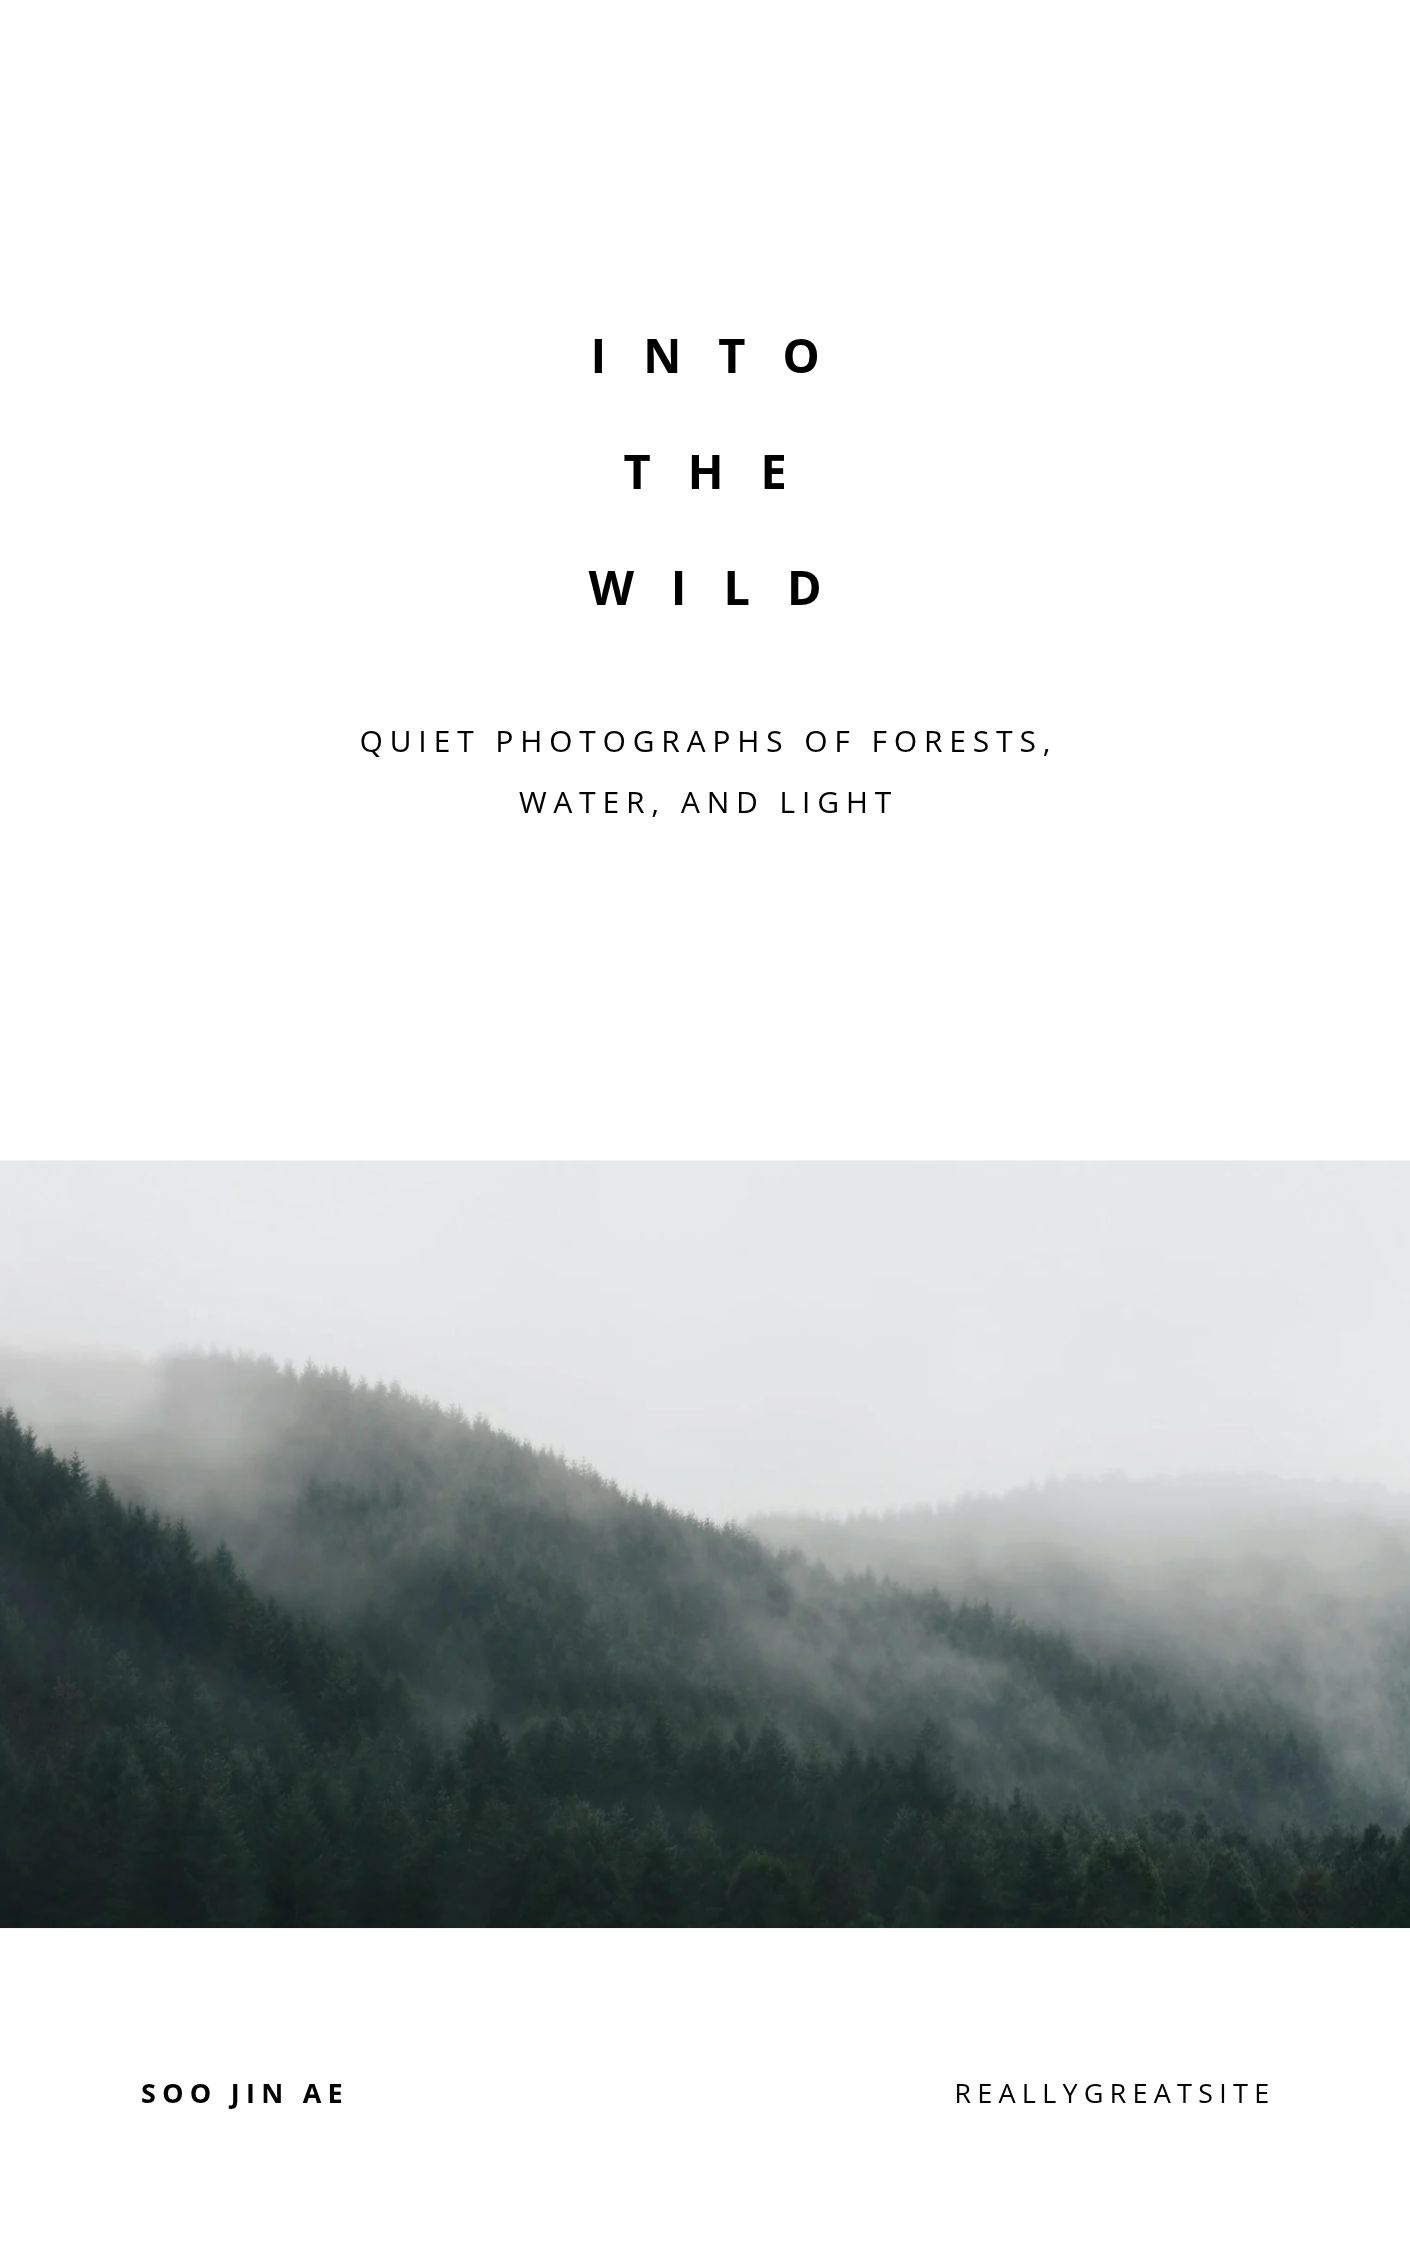 INTO
THE
WILD
QUIET PHOTOGRAPHS OF FORESTS,
WATER, AND LIGHT
SOO JIN AE
REALLYGREATSITE